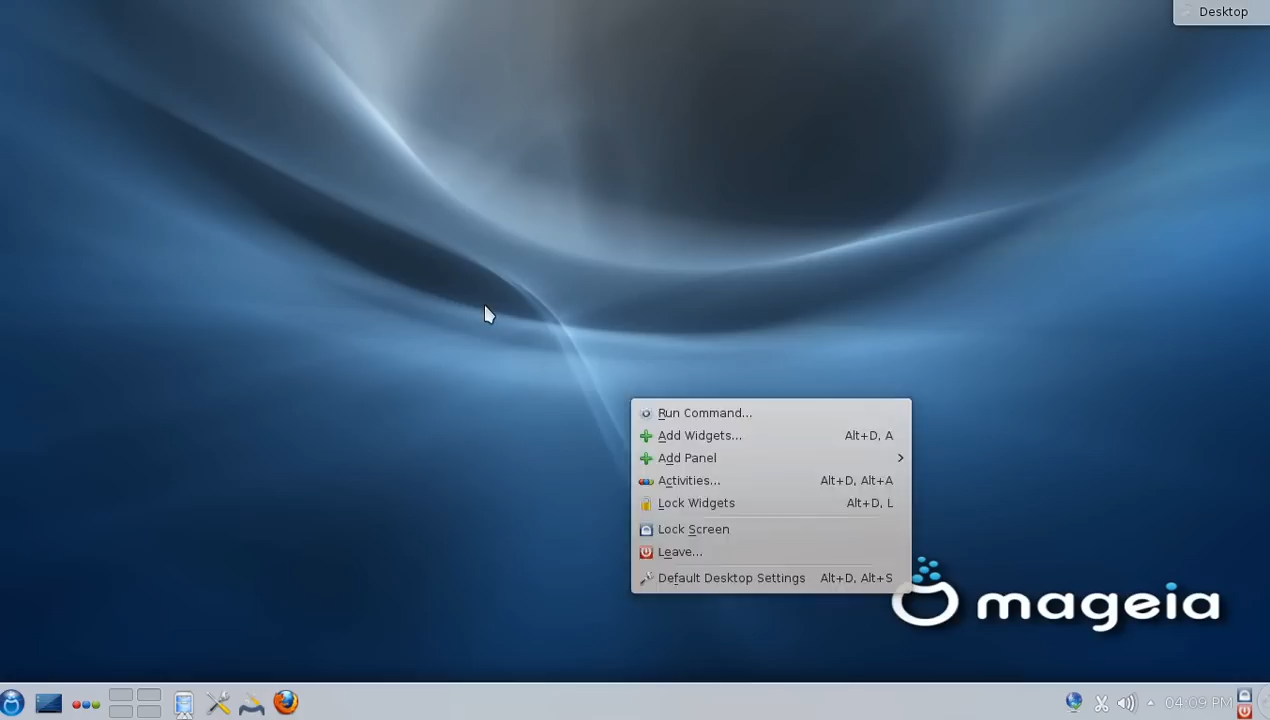 Desktop
Run Command...
Add Widgets... Alt+D, A
Add Panel
Activities... Alt+D, Alt+A
Lock Widgets Alt+D, L
Lock Screen
Leave...
Default Desktop Settings Alt+D, Alt+S
mageia
04:09 PM